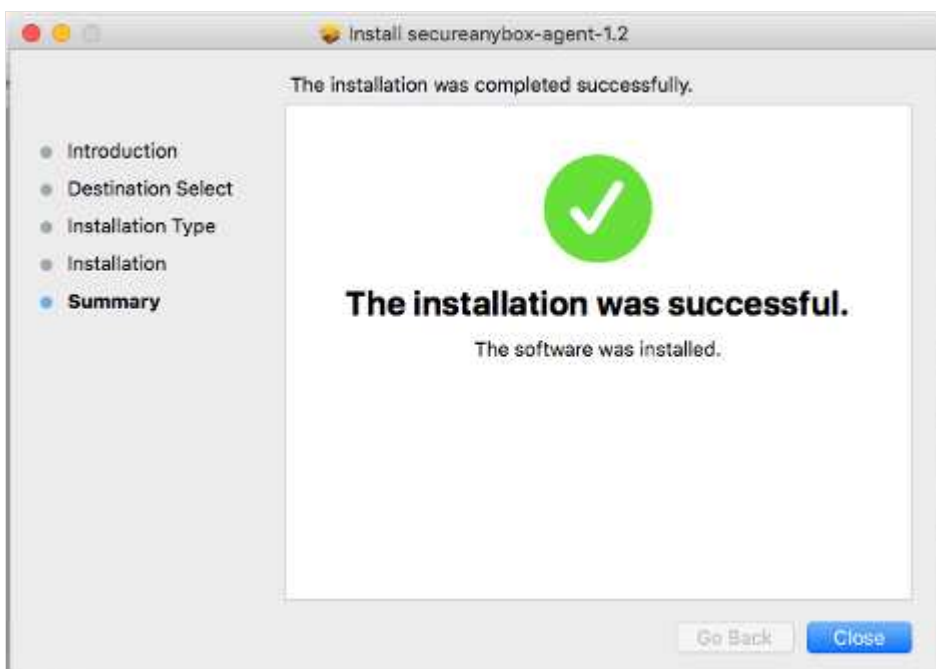 Install secureanybox-agent-1.2
The installation was completed successfully.
Introduction
Destination Select
Installation Type
Installation
Summary
The installation was successful.
The software was installed.
Go Back
Close